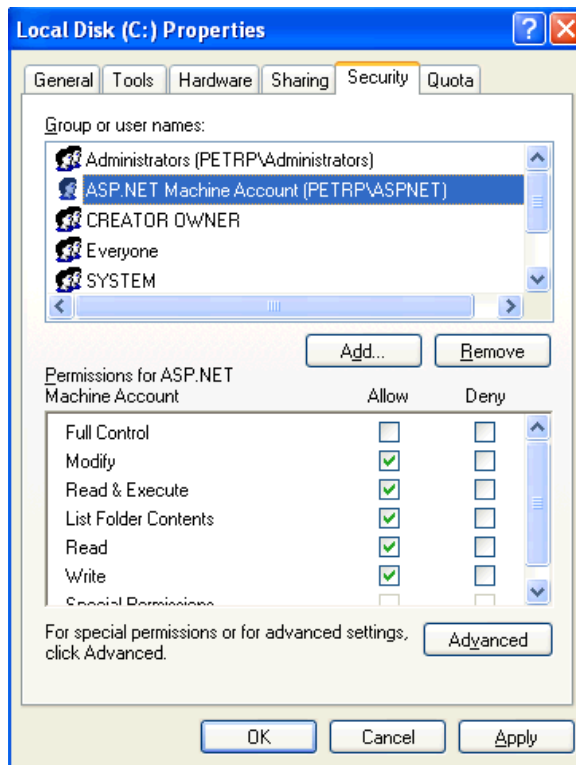 Local Disk (C:) Properties
General Tools Hardware Sharing Security Quota
Group or user names:
Administrators (PETRP\Administrators)
ASP.NET Machine Account (PETRP\ASPNET)
CREATOR OWNER
Everyone
SYSTEM
Add... Remove
Permissions for ASP.NET
Machine Account Allow Deny
Full Control
Modify
Read & Execute
List Folder Contents
Read
Write
Special Permissions
For special permissions or for advanced settings,
click Advanced.
Advanced
OK Cancel Apply